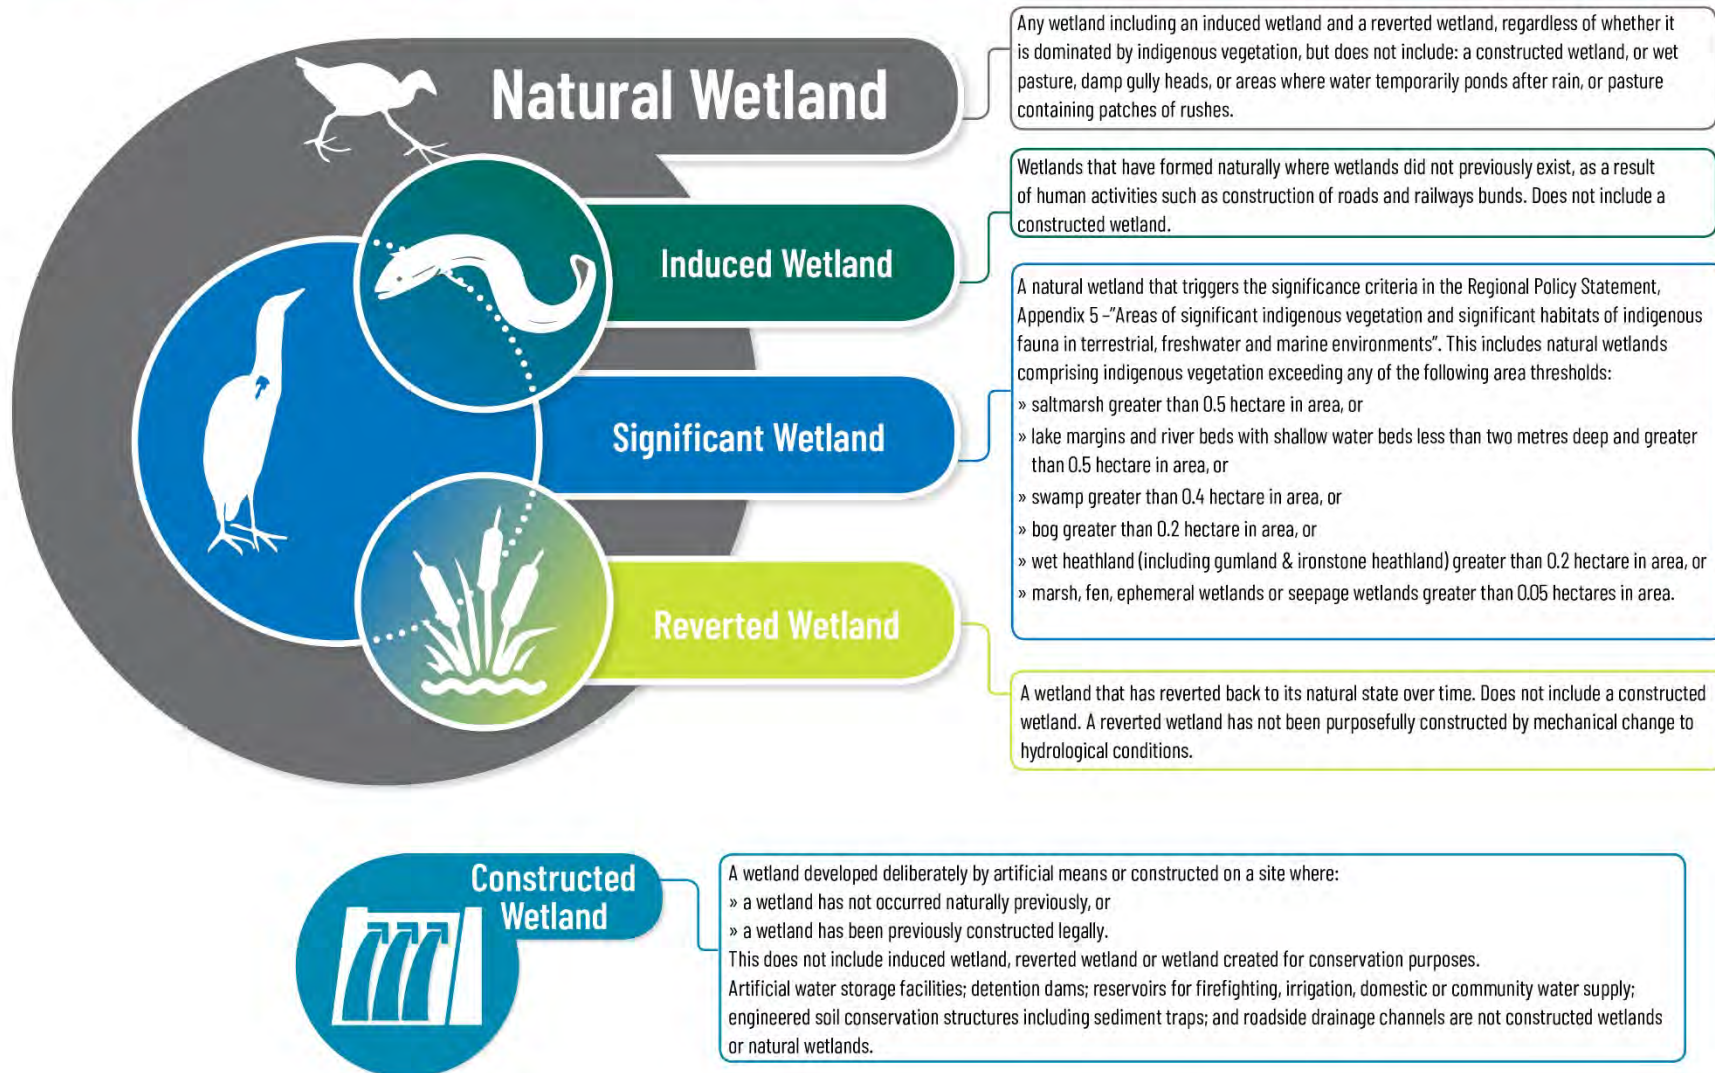 Natural Wetland
Any wetland including an induced wetland and a reverted wetland, regardless of whether it
is dominated by indigenous vegetation, but does not include: a constructed wetland, or wet
pasture, damp gully heads, or areas where water temporarily ponds after rain, or pasture
containing patches of rushes.
Induced Wetland
Wetlands that have formed naturally where wetlands did not previously exist, as a result
of human activities such as construction of roads and railways bunds. Does not include a
constructed wetland.
Significant Wetland
A natural wetland that triggers the significance criteria in the Regional Policy Statement,
Appendix 5 –"Areas of significant indigenous vegetation and significant habitats of indigenous
fauna in terrestrial, freshwater and marine environments". This includes natural wetlands
comprising indigenous vegetation exceeding any of the following area thresholds:
» saltmarsh greater than 0.5 hectare in area, or
» lake margins and river beds with shallow water beds less than two metres deep and greater
than 0.5 hectare in area, or
» swamp greater than 0.4 hectare in area, or
» bog greater than 0.2 hectare in area, or
» wet heathland (including gumland & ironstone heathland) greater than 0.2 hectare in area, or
» marsh, fen, ephemeral wetlands or seepage wetlands greater than 0.05 hectares in area.
Reverted Wetland
A wetland that has reverted back to its natural state over time. Does not include a constructed
wetland. A reverted wetland has not been purposefully constructed by mechanical change to
hydrological conditions.
Constructed
Wetland
A wetland developed deliberately by artificial means or constructed on a site where:
» a wetland has not occurred naturally previously, or
» a wetland has been previously constructed legally.
This does not include induced wetland, reverted wetland or wetland created for conservation purposes.
Artificial water storage facilities; detention dams; reservoirs for firefighting, irrigation, domestic or community water supply;
engineered soil conservation structures including sediment traps; and roadside drainage channels are not constructed wetlands
or natural wetlands.